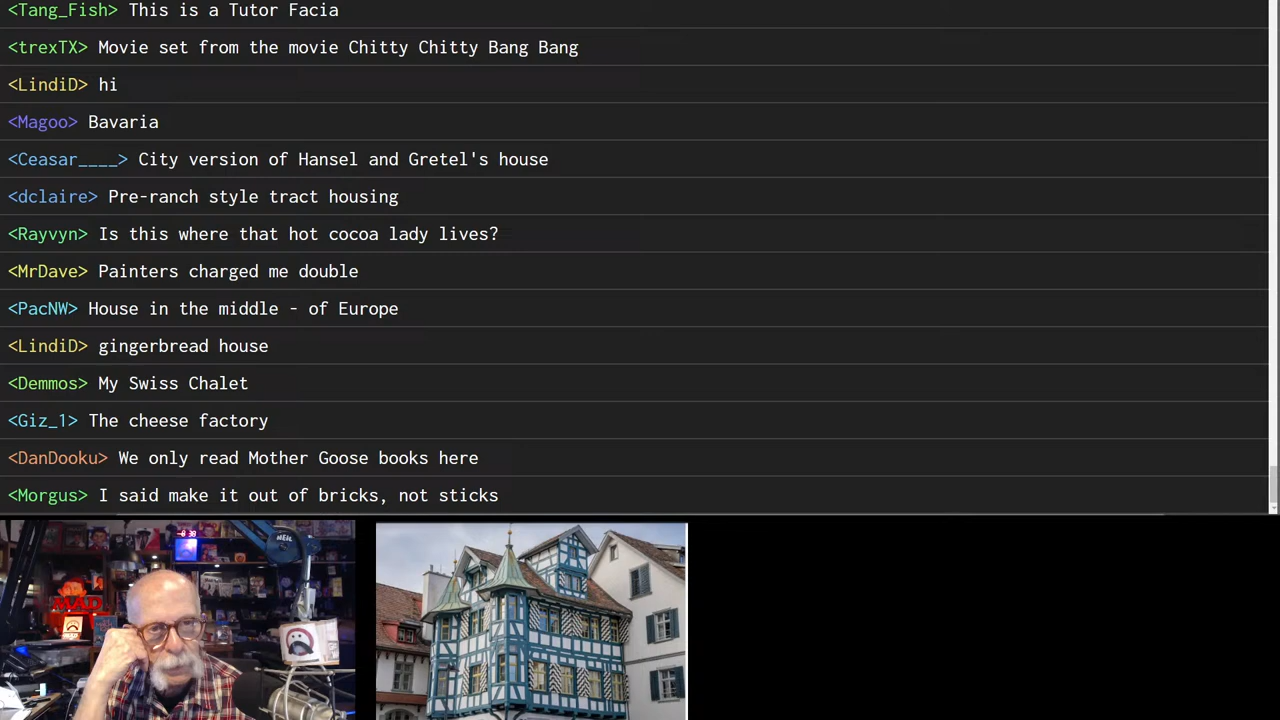 <Tang_Fish> This is a Tutor Facia
<trexTX> Movie set from the movie Chitty Chitty Bang Bang
<LindiD> hi
<Magoo> Bavaria
<Ceasar____> City version of Hansel and Gretel's house
<dclaire> Pre-ranch style tract housing
<Rayvyn> Is this where that hot cocoa lady lives?
<MrDave> Painters charged me double
<PacNW> House in the middle - of Europe
<LindiD> gingerbread house
<Demmos> My Swiss Chalet
<Giz_1> The cheese factory
<DanDooku> We only read Mother Goose books here
<Morgus> I said make it out of bricks, not sticks
NEIL
MAD